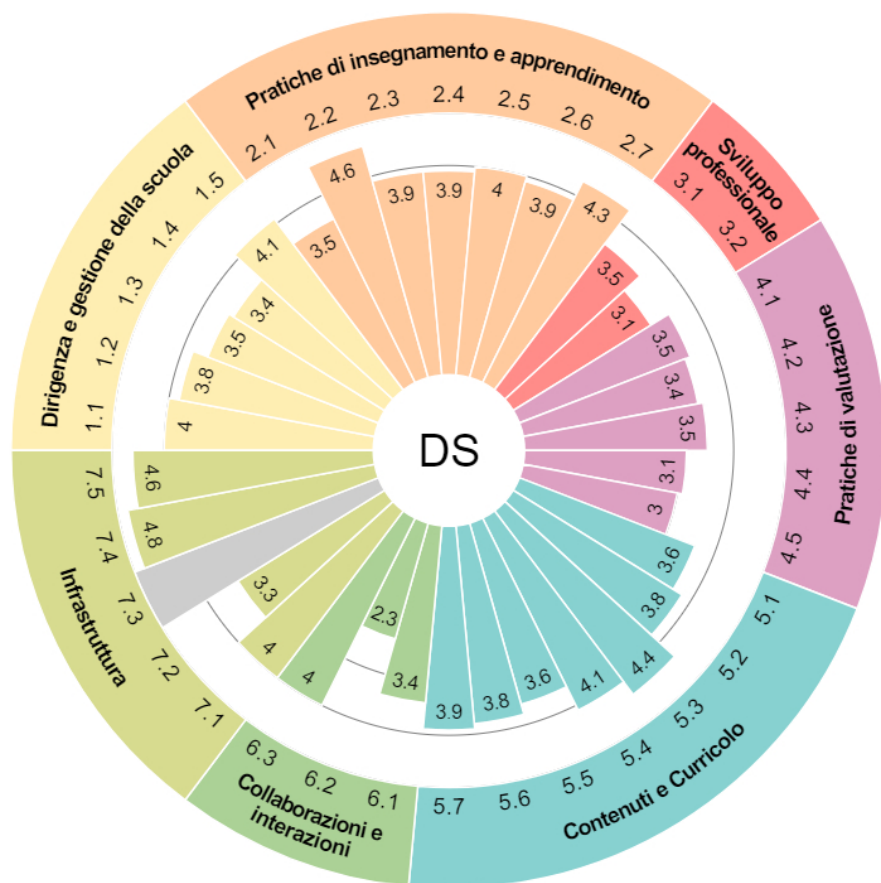 Pratiche di insegnamento e apprendimento
2.1 2.2 2.3 2.4 2.5 2.6 2.7
3.5 4.6 3.9 3.9 4 3.9 4.3
Sviluppo
professionale
3.1 3.2
3.5 3.1
Pratiche di valutazione
4.1 4.2 4.3 4.4 4.5
3.5 3.4 3.5 3.1 3
Contenuti e Curricolo
5.1 5.2 5.3 5.4 5.5 5.6 5.7
3.6 3.8 4.4 4.1 3.6 3.8 3.9
Collaborazioni e
interazioni
6.3 6.2 6.1
4 2.3 3.4
Infrastruttura
7.1 7.2 7.3 7.4 7.5
4 3.3 4.8 4.6
Dirigenza e gestione della scuola
1.1 1.2 1.3 1.4 1.5
4 3.8 3.5 3.4 4.1
DS